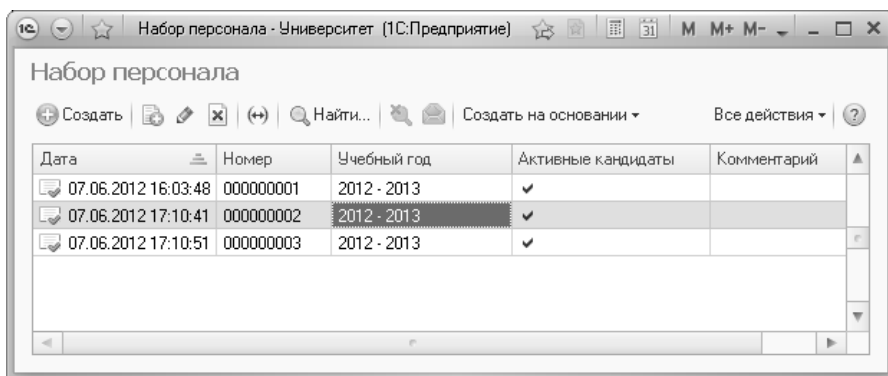 1С Набор персонала - Университет (1С:Предприятие) 31 M M+ M-
Набор персонала
Создать Найти... Создать на основании Все действия ?
Дата Номер Учебный год Активные кандидаты Комментарий
07.06.2012 16:03:48 000000001 2012 - 2013
07.06.2012 17:10:41 000000002 2012 - 2013
07.06.2012 17:10:51 000000003 2012 - 2013